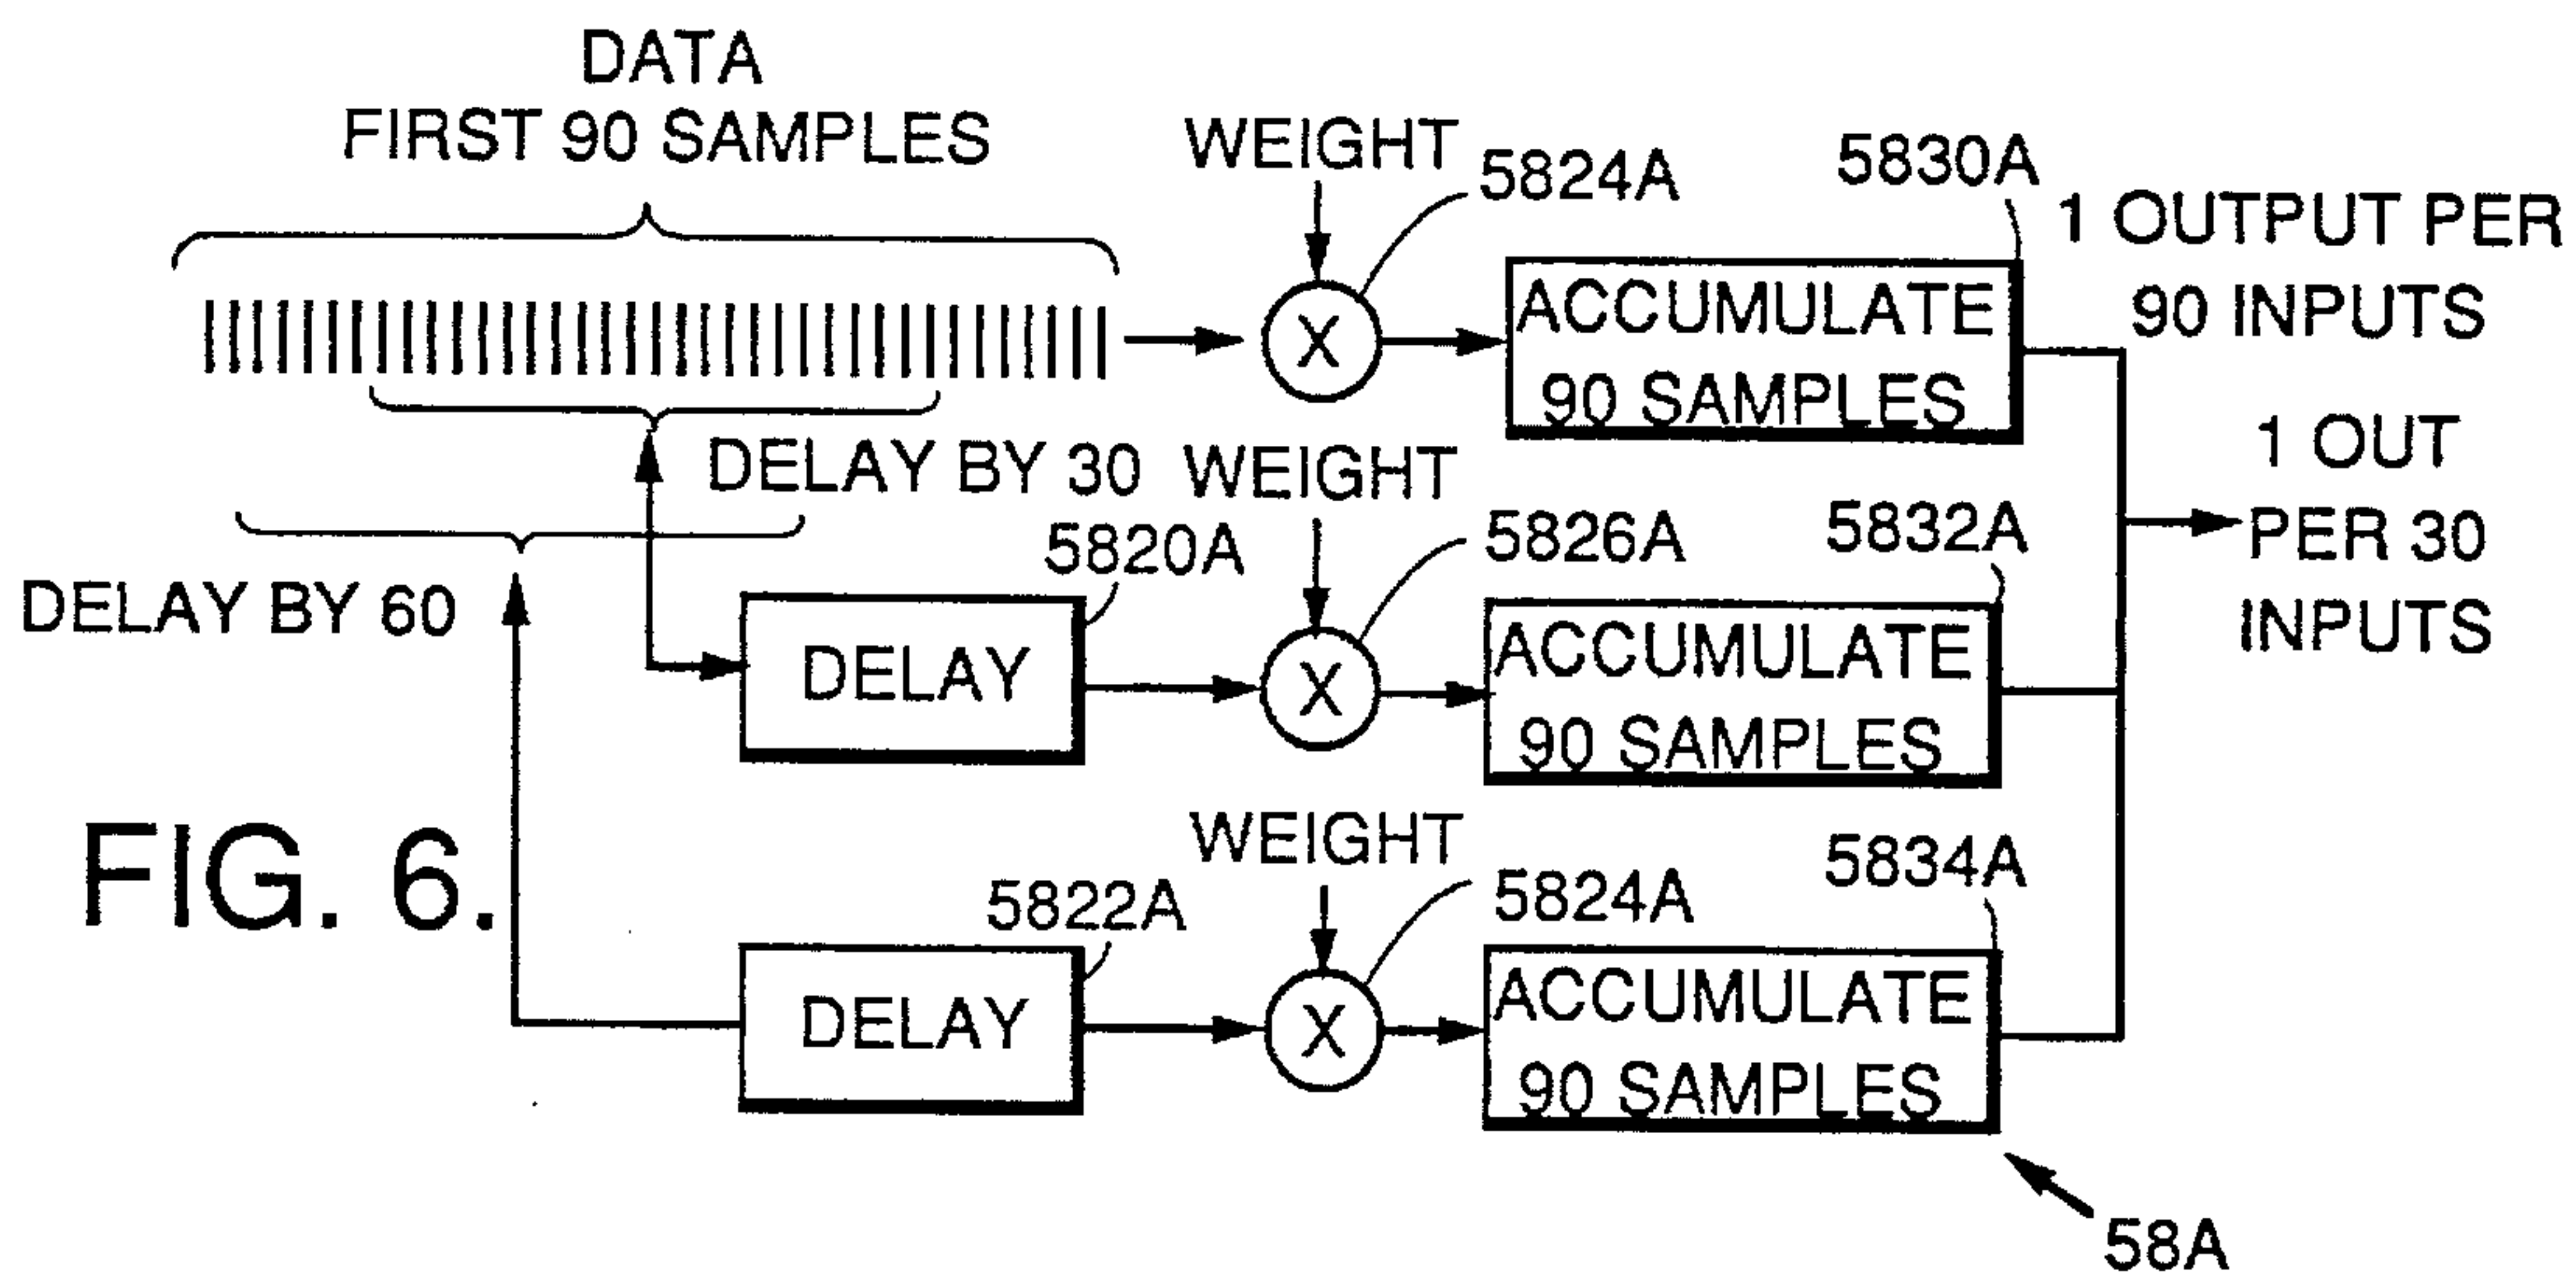 DATA
FIRST 90 SAMPLES
WEIGHT
5824A
5830A
1 OUTPUT PER
90 INPUTS
X
ACCUMULATE
90 SAMPLES
1 OUT
PER 30
INPUTS
DELAY BY 30
WEIGHT
5820A
5826A
5832A
DELAY BY 60
DELAY
X
ACCUMULATE
90 SAMPLES
FIG. 6.
WEIGHT
5822A
5824A
5834A
DELAY
X
ACCUMULATE
90 SAMPLES
58A